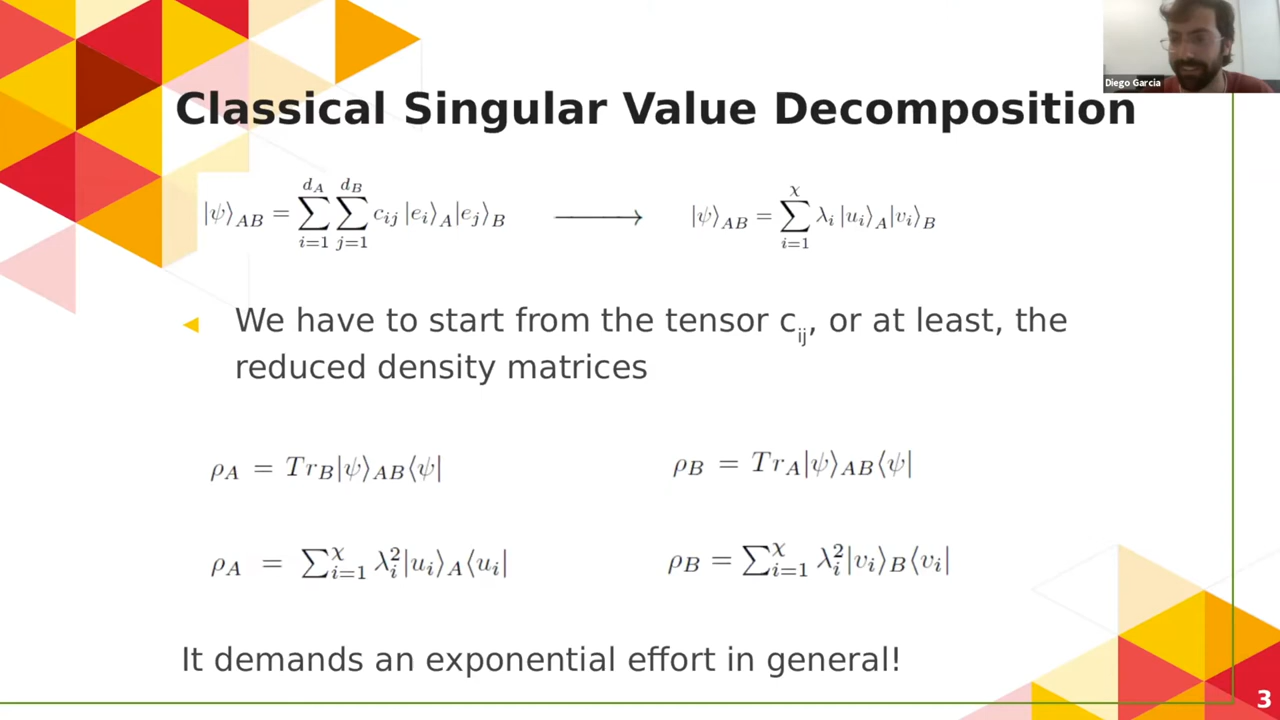 Diego Garcia
Classical Singular Value Decomposition
|ψ⟩_AB = ∑_{i=1}^{d_A} ∑_{j=1}^{d_B} c_ij |e_i⟩_A|e_j⟩_B ⟶ |ψ⟩_AB = ∑_{i=1}^{χ} λ_i |u_i⟩_A|v_i⟩_B
We have to start from the tensor c_ij, or at least, the
reduced density matrices
ρ_A = Tr_B|ψ⟩_AB⟨ψ| ρ_B = Tr_A|ψ⟩_AB⟨ψ|
ρ_A = ∑_{i=1}^{χ} λ_i^2|u_i⟩_A⟨u_i| ρ_B = ∑_{i=1}^{χ} λ_i^2|v_i⟩_B⟨v_i|
It demands an exponential effort in general!
3